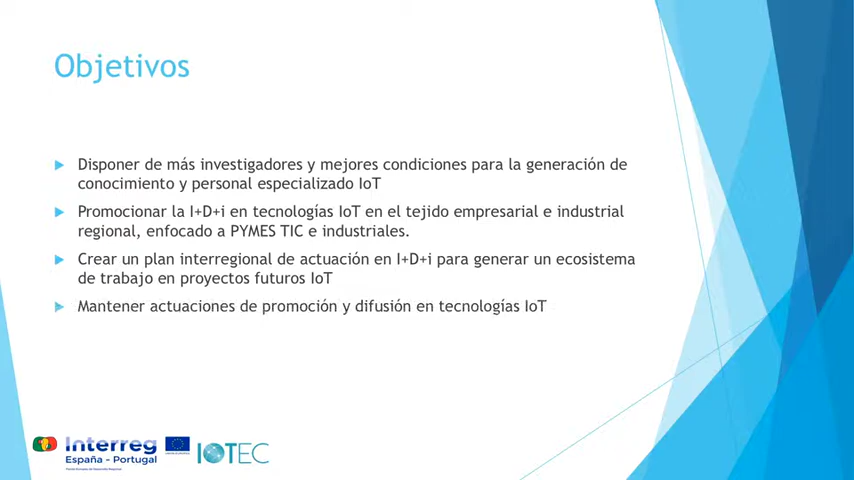 Objetivos
Disponer de más investigadores y mejores condiciones para la generación de
conocimiento y personal especializado IoT
Promocionar la I+D+i en tecnologías IoT en el tejido empresarial e industrial
regional, enfocado a PYMES TIC e industriales.
Crear un plan interregional de actuación en I+D+i para generar un ecosistema
de trabajo en proyectos futuros IoT
Mantener actuaciones de promoción y difusión en tecnologías IoT
Interreg
España - Portugal
IOTEC